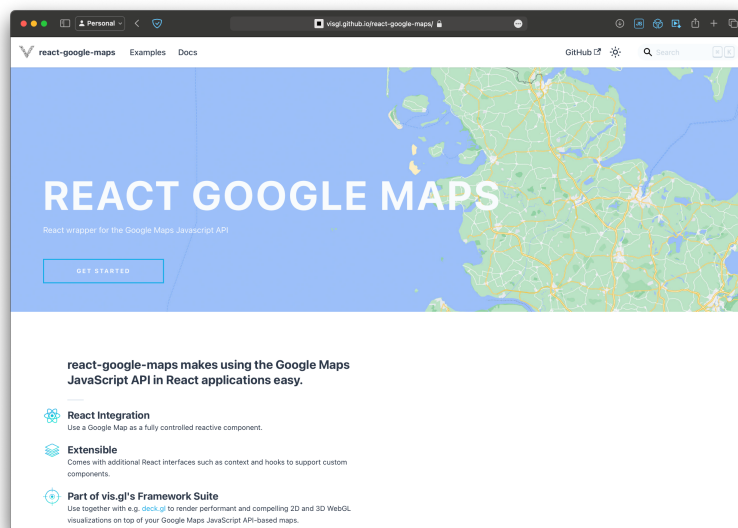 Personal
visgl.github.io/react-google-maps/
react-google-maps Examples Docs GitHub Search K
REACT GOOGLE MAPS
React wrapper for the Google Maps Javascript API
GET STARTED
react-google-maps makes using the Google Maps
JavaScript API in React applications easy.
React Integration
Use a Google Map as a fully controlled reactive component.
Extensible
Comes with additional React interfaces such as context and hooks to support custom
components.
Part of vis.gl's Framework Suite
Use together with e.g. deck.gl to render performant and compelling 2D and 3D WebGL
visualizations on top of your Google Maps JavaScript API-based maps.